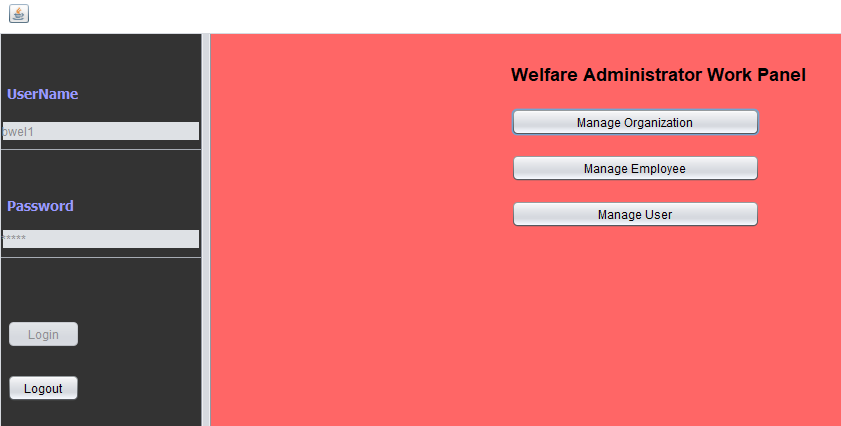 UserName
owel1
Password
*****
Login
Logout
Welfare Administrator Work Panel
Manage Organization
Manage Employee
Manage User